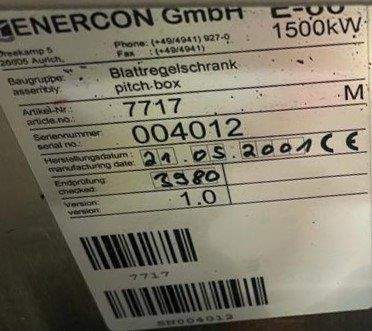 ENERCON GmbH E-66
1500kW
Dreekamp 5 Phone: (+49/4941) 927-0
26605 Aurich, Fax : (+49/4941)
Baugruppe: Blattregelschrank
assembly: pitch-box
Artikel-Nr.: 7717 M
article no.:
Seriennummer: 004012
serial no.:
Herstellungsdatum: 21.05.2001 CE
manufacturing date:
Endprüfung: 3980
checked:
Version: 1.0
version:
7717
SN004012